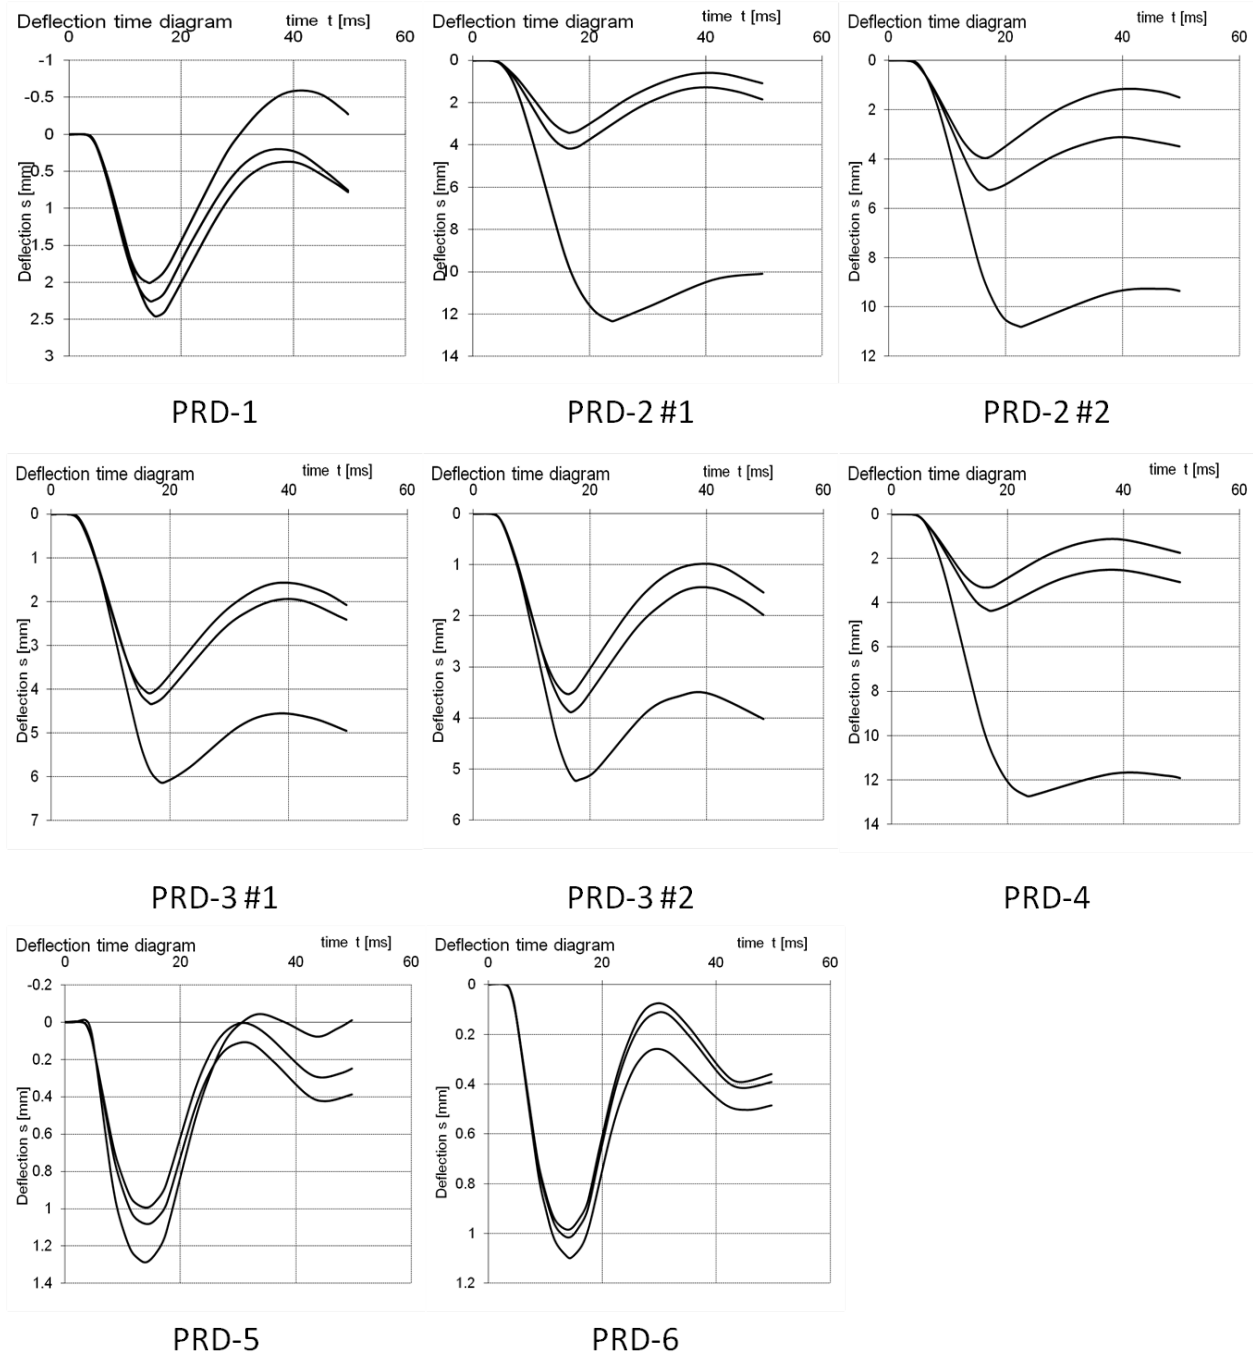 Deflection time diagram
time t [ms]
0 20 40 60
-1
-0.5
0
0.5
1
1.5
2
2.5
3
Deflection s [mm]
PRD-1
Deflection time diagram
time t [ms]
0 20 40 60
0
2
4
6
8
10
12
14
Deflection s [mm]
PRD-2 #1
Deflection time diagram
time t [ms]
0 20 40 60
0
2
4
6
8
10
12
Deflection s [mm]
PRD-2 #2
Deflection time diagram
time t [ms]
0 20 40 60
0
1
2
3
4
5
6
7
Deflection s [mm]
PRD-3 #1
Deflection time diagram
time t [ms]
0 20 40 60
0
1
2
3
4
5
6
Deflection s [mm]
PRD-3 #2
Deflection time diagram
time t [ms]
0 20 40 60
0
2
4
6
8
10
12
14
Deflection s [mm]
PRD-4
Deflection time diagram
time t [ms]
0 20 40 60
-0.2
0
0.2
0.4
0.6
0.8
1
1.2
1.4
Deflection s [mm]
PRD-5
Deflection time diagram
time t [ms]
0 20 40 60
0
0.2
0.4
0.6
0.8
1
1.2
Deflection s [mm]
PRD-6